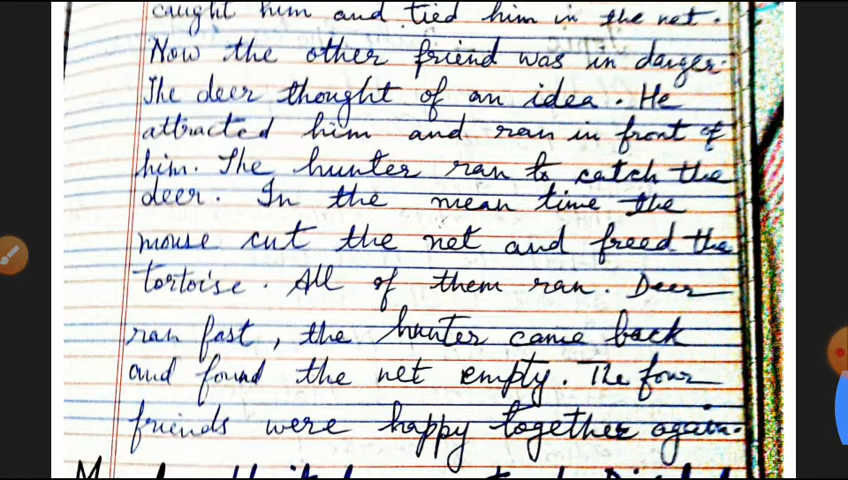 caught him and tied him in the net.
Now the other friend was in danger.
The deer thought of an idea. He
attracted him and ran in front of
him. The hunter ran to catch the
deer. In the mean time the
mouse cut the net and freed the
tortoise. All of them ran. Deer
ran fast, the hunter came back
and found the net empty. The four
friends were happy together again.